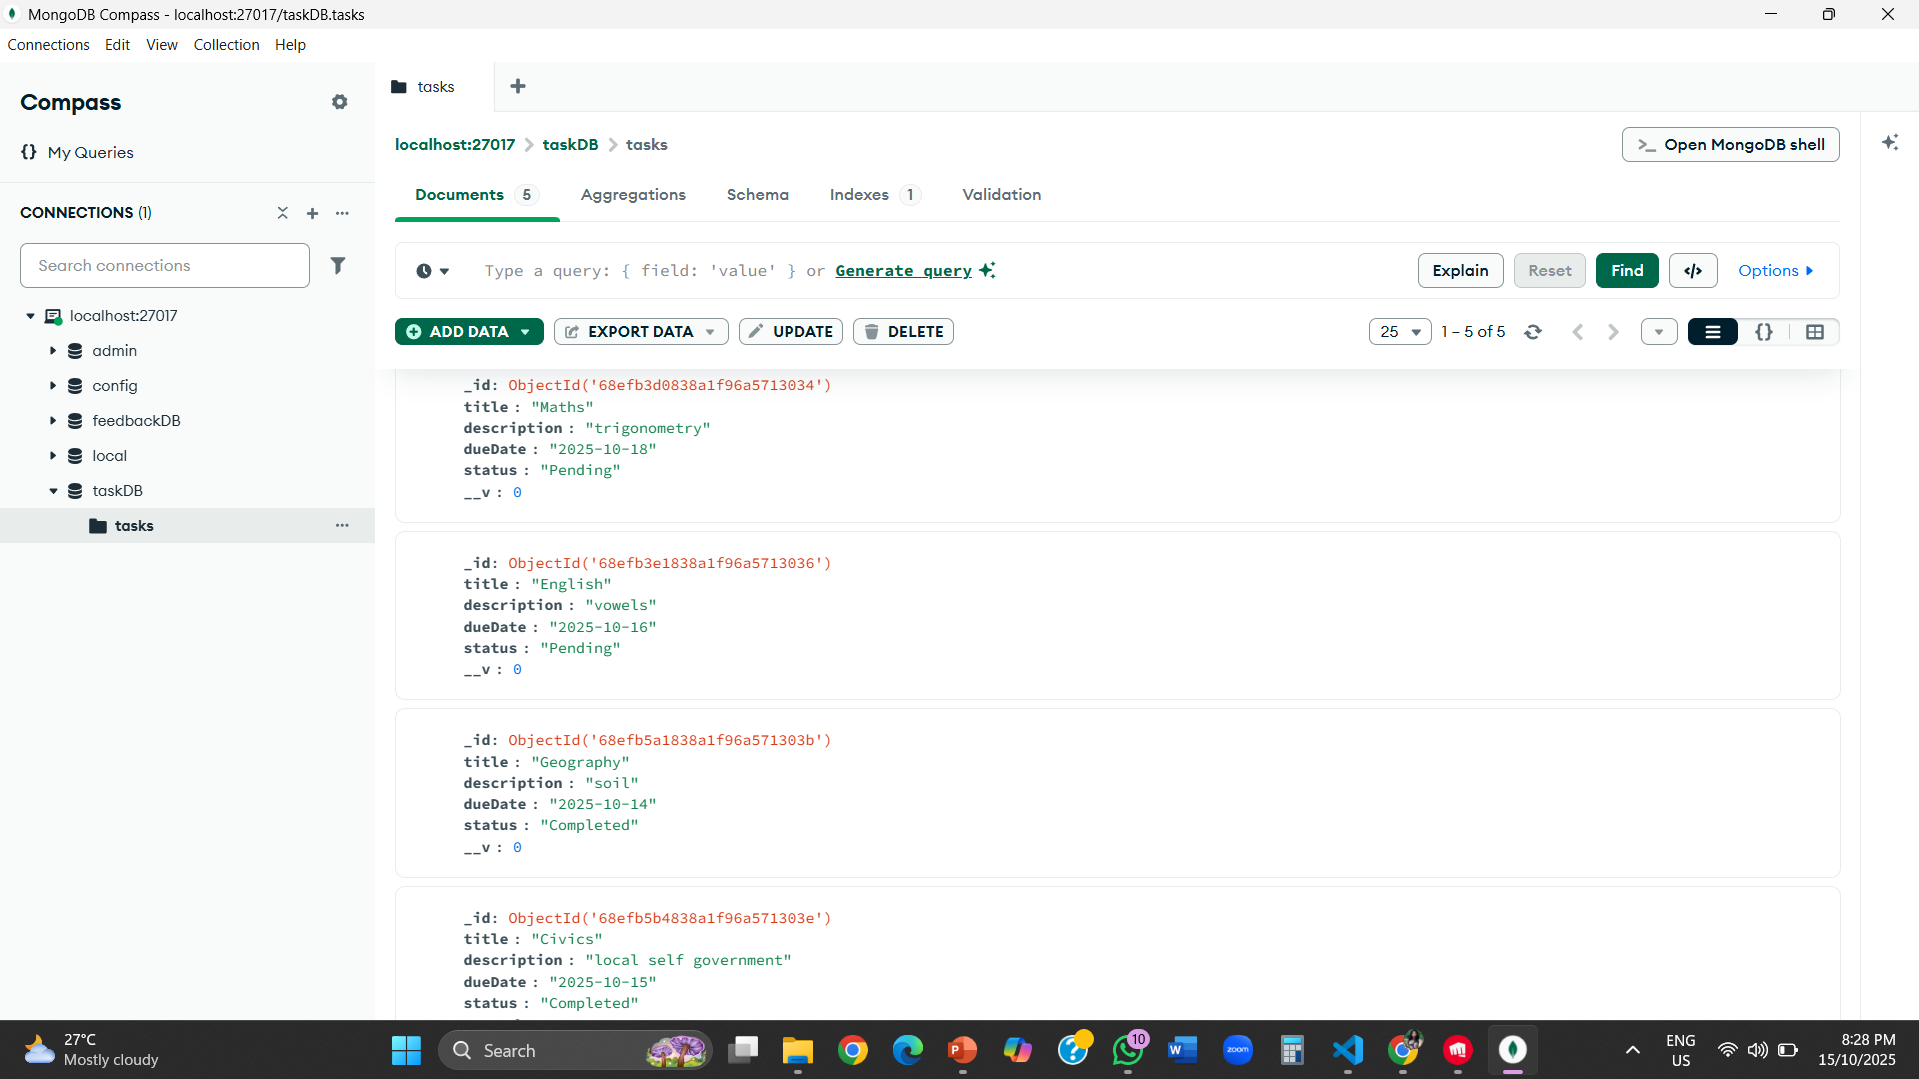 MongoDB Compass - localhost:27017/taskDB.tasks
Connections Edit View Collection Help
Compass
tasks
{} My Queries
localhost:27017 > taskDB > tasks
>_ Open MongoDB shell
Documents 5 Aggregations Schema Indexes 1 Validation
CONNECTIONS (1)
Search connections
Type a query: { field: 'value' } or Generate query
Explain Reset Find </> Options
localhost:27017
admin
config
feedbackDB
local
taskDB
tasks
ADD DATA EXPORT DATA UPDATE DELETE
25 1 – 5 of 5 {}
_id: ObjectId('68efb3d0838a1f96a5713034')
title : "Maths"
description : "trigonometry"
dueDate : "2025-10-18"
status : "Pending"
__v : 0
_id: ObjectId('68efb3e1838a1f96a5713036')
title : "English"
description : "vowels"
dueDate : "2025-10-16"
status : "Pending"
__v : 0
_id: ObjectId('68efb5a1838a1f96a571303b')
title : "Geography"
description : "soil"
dueDate : "2025-10-14"
status : "Completed"
__v : 0
_id: ObjectId('68efb5b4838a1f96a571303e')
title : "Civics"
description : "local self government"
dueDate : "2025-10-15"
status : "Completed"
27°C
Mostly cloudy
Search
10
zoom
ENG
US
8:28 PM
15/10/2025